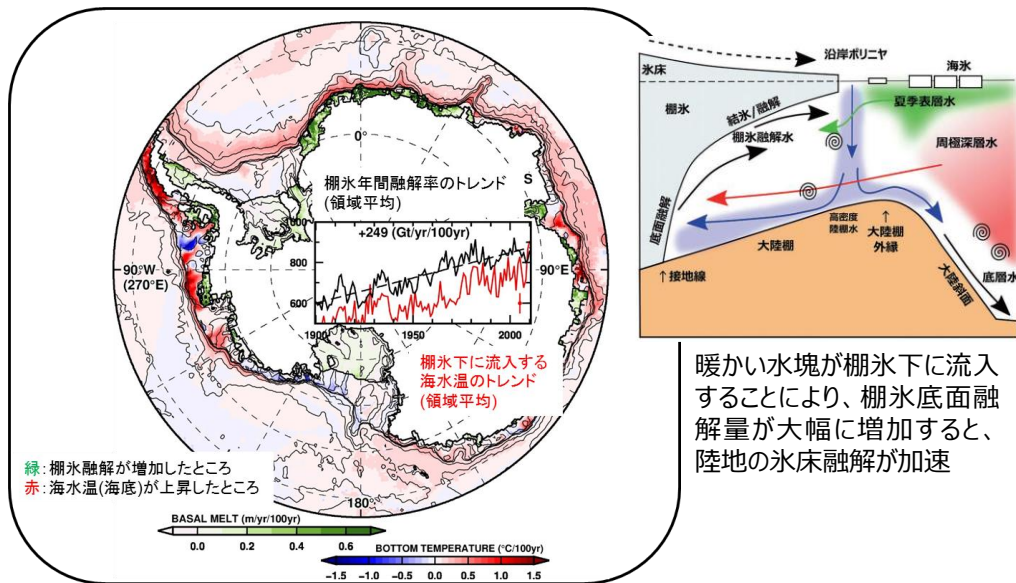 0°
S
棚氷年間融解率のトレンド
(領域平均)
+249 (Gt/yr/100yr)
800
600
1900
1950
2000
90°W
(270°E)
90°E
棚氷下に流入する
海水温のトレンド
(領域平均)
T
180°
緑：棚氷融解が増加したところ
赤：海水温(海底)が上昇したところ
BASAL MELT (m/yr/100yr)
0.0 0.2 0.4 0.6
BOTTOM TEMPERATURE (°C/100yr)
−1.5 −1.0 −0.5 0.0 0.5 1.0 1.5
沿岸ポリニヤ
海氷
氷床
棚氷
結氷/融解
夏季表層水
棚氷融解水
周極深層水
底面融解
高密度
陸棚水
↑
大陸棚
外縁
大陸棚
↑接地線
底層水
大陸斜面
暖かい水塊が棚氷下に流入
することにより、棚氷底面融
解量が大幅に増加すると、
陸地の氷床融解が加速